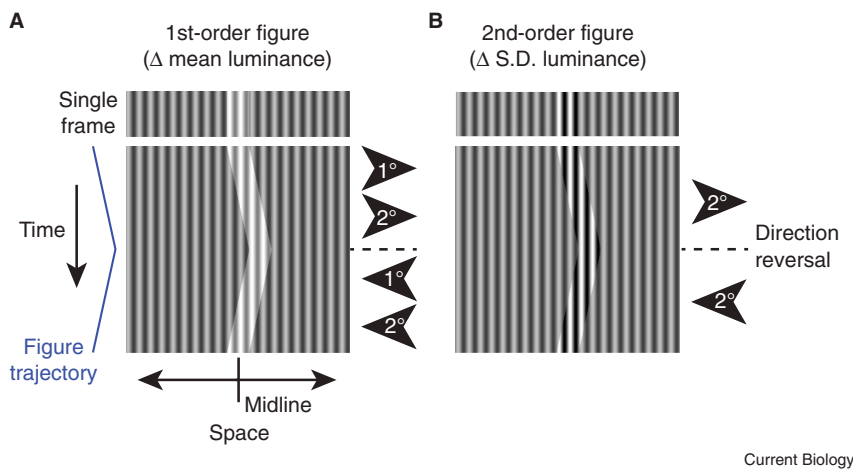 A
1st-order figure
(Δ mean luminance)
Single
frame
Time
Figure
trajectory
1°
2°
1°
2°
Midline
Space
B
2nd-order figure
(Δ S.D. luminance)
2°
Direction
reversal
2°
Current Biology